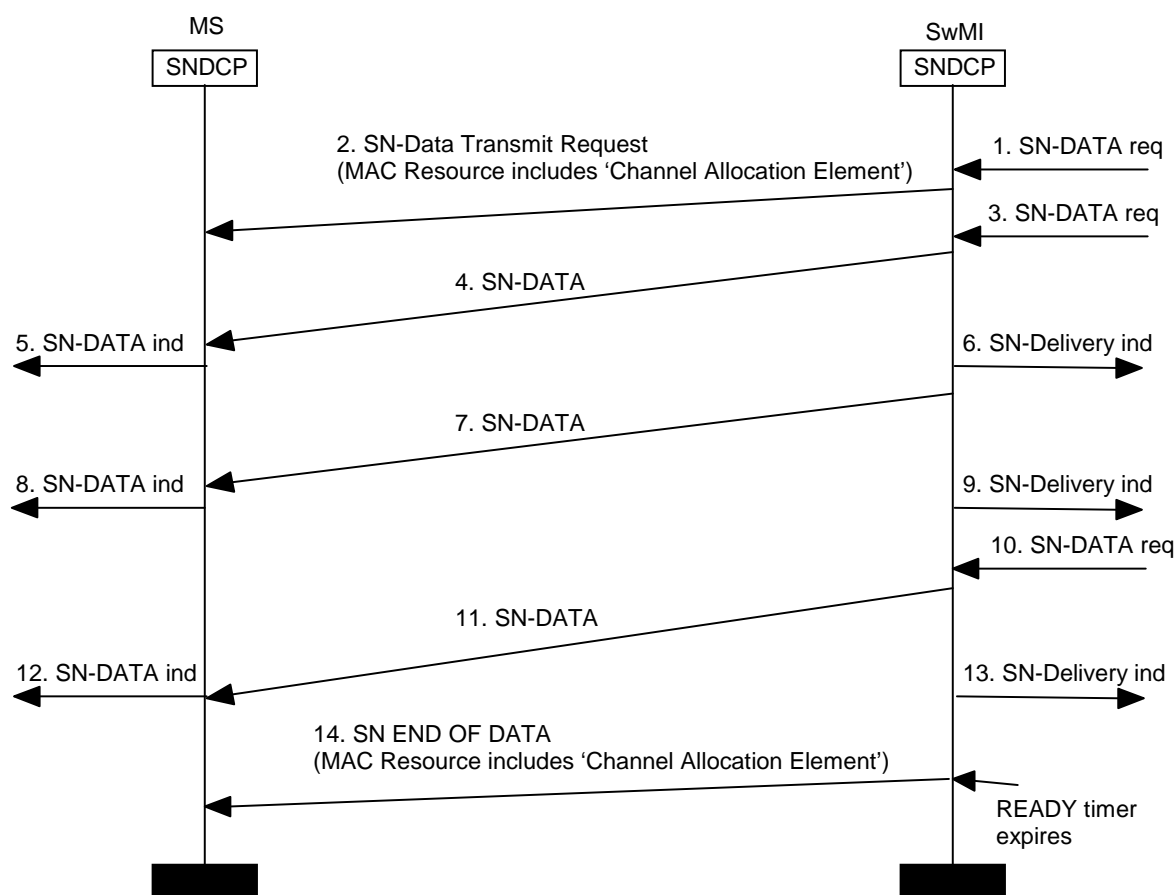 MS
SwMI
SNDCP
SNDCP
2. SN-Data Transmit Request
(MAC Resource includes ‘Channel Allocation Element’)
1. SN-DATA req
3. SN-DATA req
4. SN-DATA
5. SN-DATA ind
6. SN-Delivery ind
7. SN-DATA
8. SN-DATA ind
9. SN-Delivery ind
10. SN-DATA req
11. SN-DATA
12. SN-DATA ind
13. SN-Delivery ind
14. SN END OF DATA
(MAC Resource includes ‘Channel Allocation Element’)
READY timer
expires